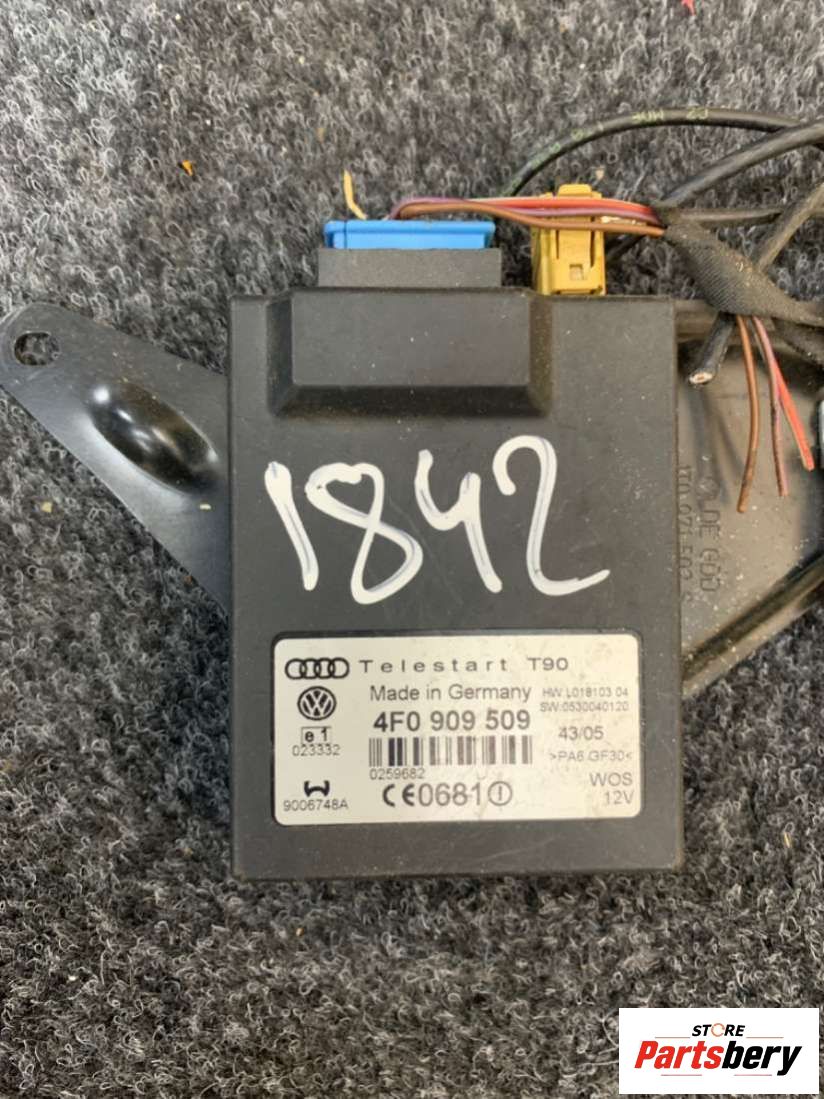 1842
Telestart T90
Made in Germany
HW.L018103 04
SW:0530040120
4F0 909 509
43/05
e1
023332
>PA6.GF30<
0259682
WOS
9006748A
CE0681
12V
STORE
Partsbery